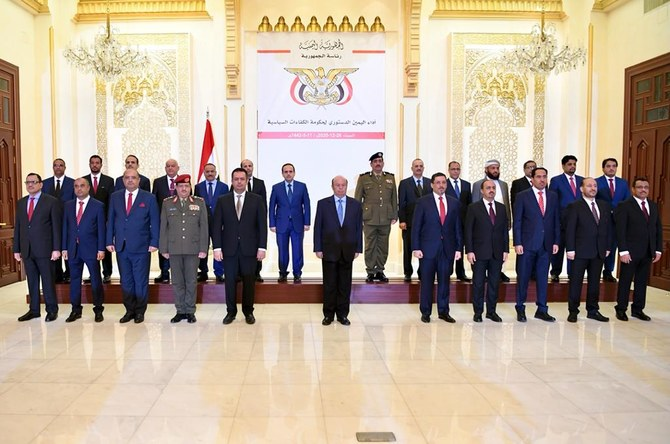 الجمهورية اليمنية
رئاسة الجمهورية
اداء اليمين الدستوري لحكومة الكفاءات السياسية